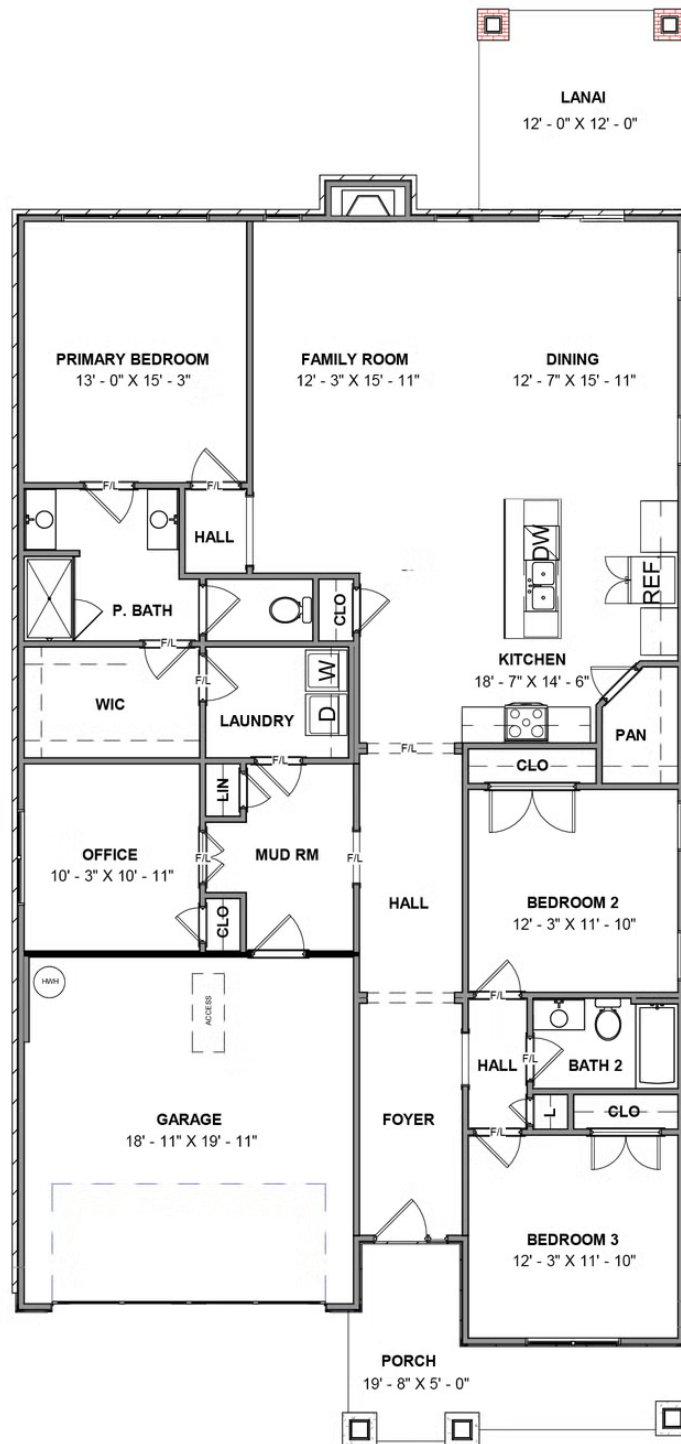 LANAI
12' - 0" X 12' - 0"
PRIMARY BEDROOM
13' - 0" X 15' - 3"
FAMILY ROOM
12' - 3" X 15' - 11"
DINING
12' - 7" X 15' - 11"
F/L
F/L
HALL
DW
REF
P. BATH
CLO
F/L
KITCHEN
18' - 7" X 14' - 6"
F/L
W
WIC
LAUNDRY
D
PAN
F/L
F/L
CLO
LIN
OFFICE
10' - 3" X 10' - 11"
F/L
MUD RM
F/L
HALL
BEDROOM 2
12' - 3" X 11' - 10"
CLO
HWH
ACCESS
F/L
HALL
F/L
BATH 2
GARAGE
18' - 11" X 19' - 11"
FOYER
L
CLO
F/L
BEDROOM 3
12' - 3" X 11' - 10"
PORCH
19' - 8" X 5' - 0"